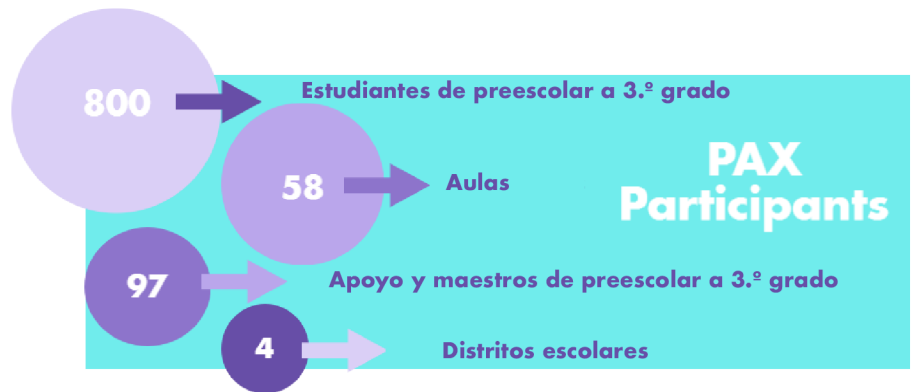 800
Estudiantes de preescolar a 3.º grado
58
Aulas
PAX
Participants
97
Apoyo y maestros de preescolar a 3.º grado
4
Distritos escolares